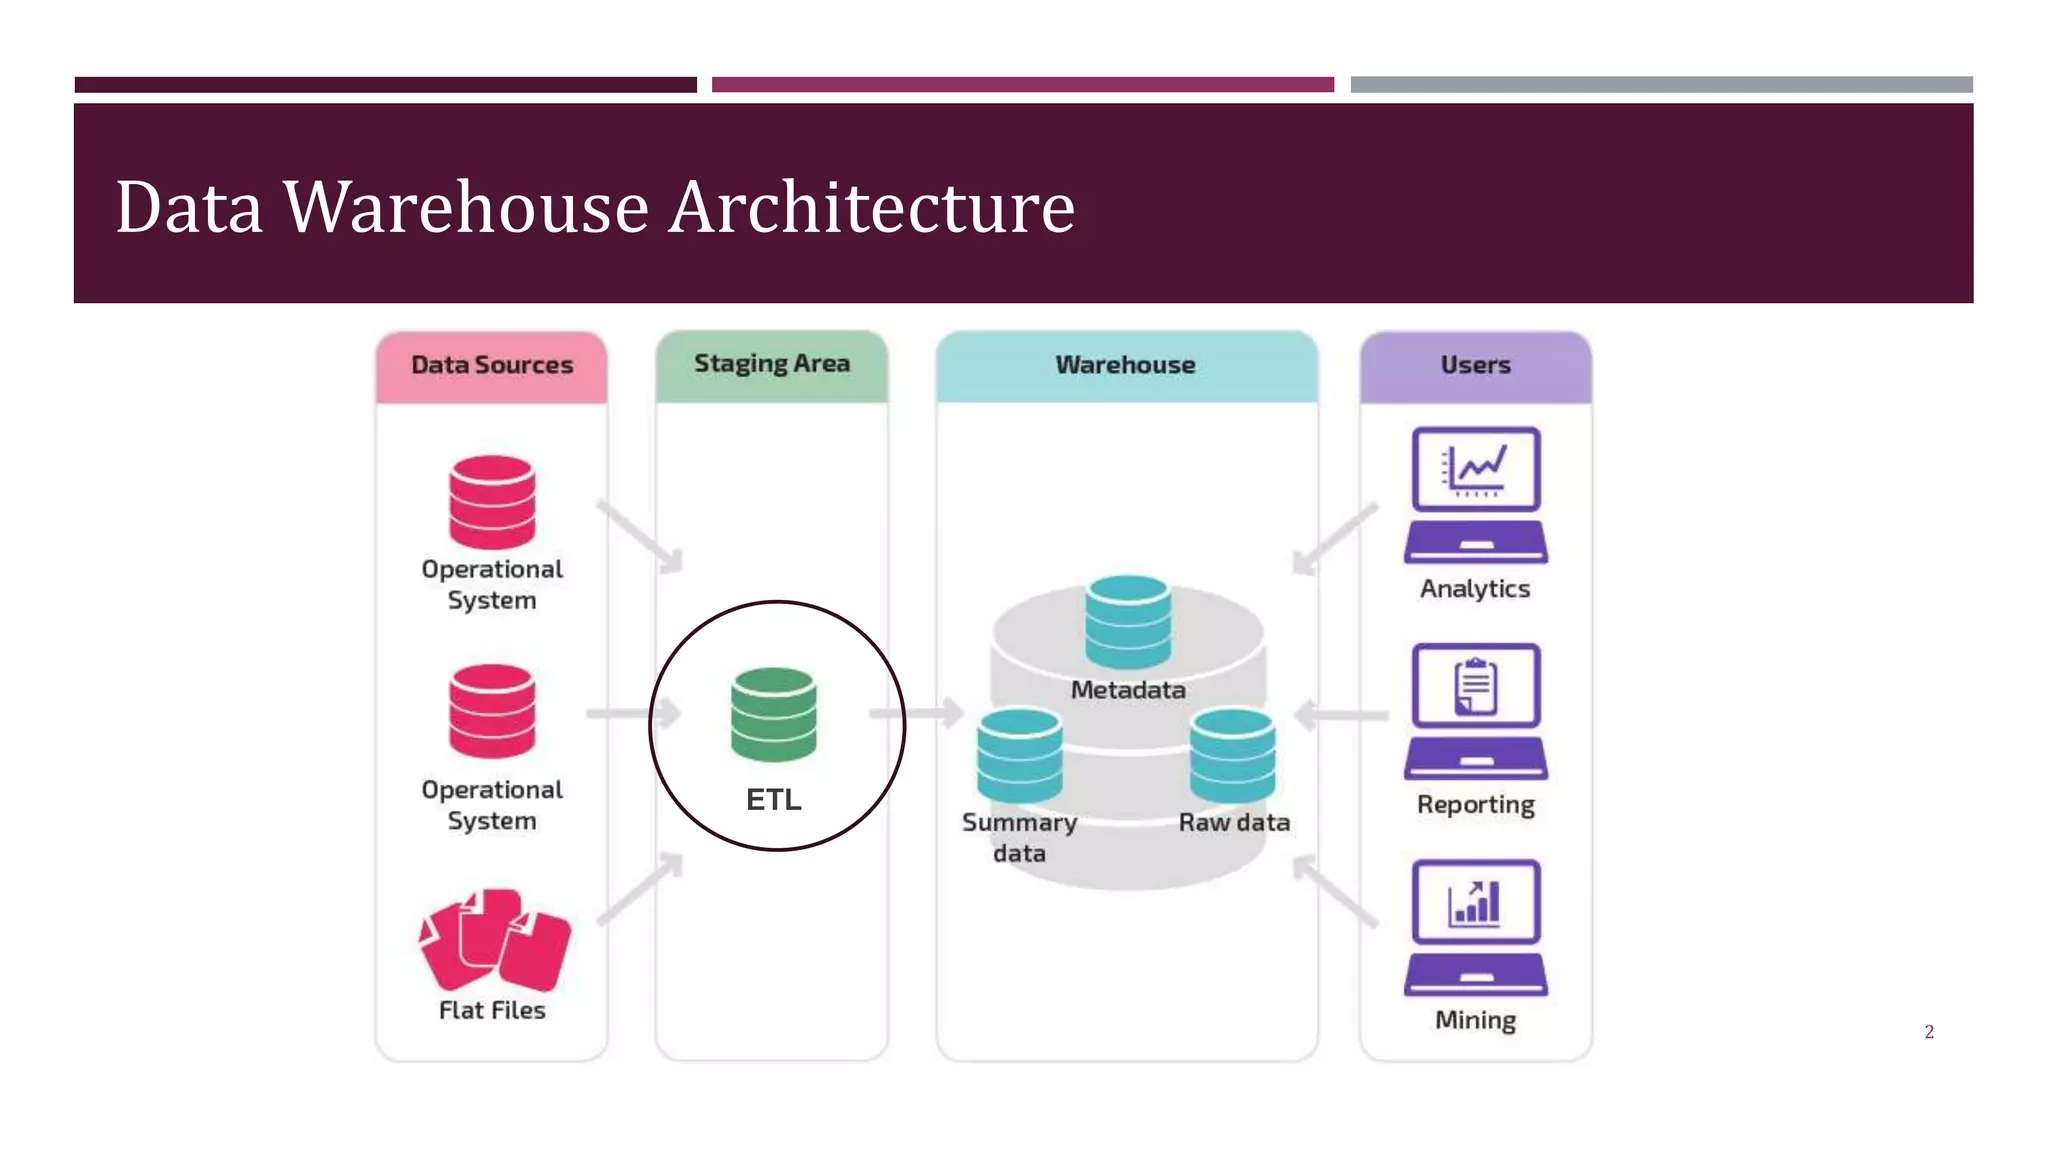 Data Warehouse Architecture
Data Sources
Operational
System
Operational
System
Flat Files
Staging Area
ETL
Warehouse
Metadata
Summary
data
Raw data
Users
Analytics
Reporting
Mining
2